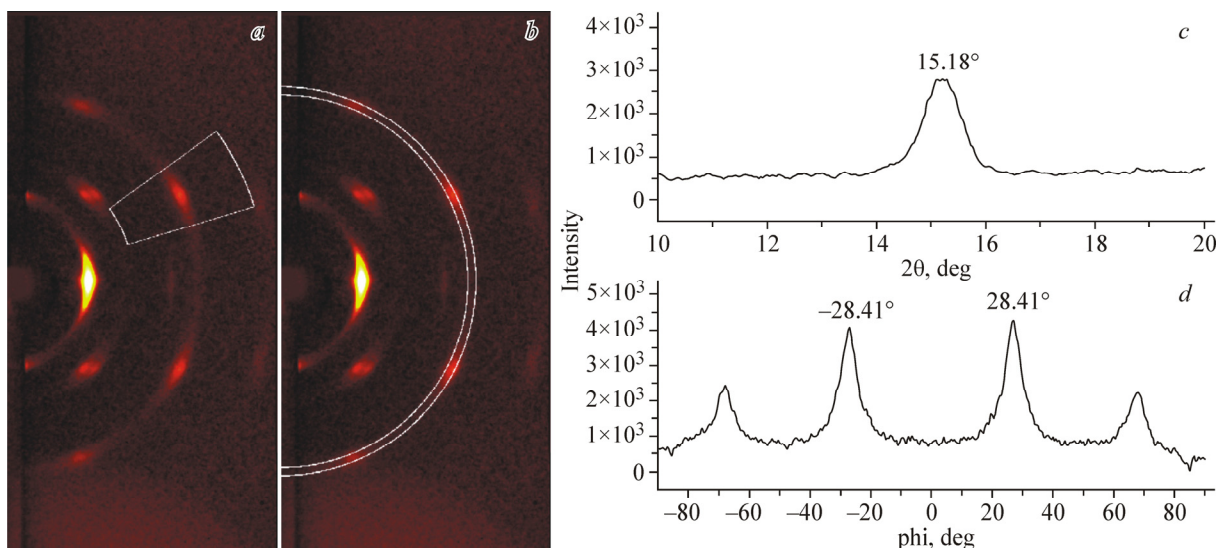 a
b
c
4×10³
3×10³
2×10³
1×10³
0
15.18°
10 12 14 16 18 20
2θ, deg
Intensity
d
5×10³
4×10³
3×10³
2×10³
1×10³
0
−28.41° 28.41°
−80 −60 −40 −20 0 20 40 60 80
phi, deg